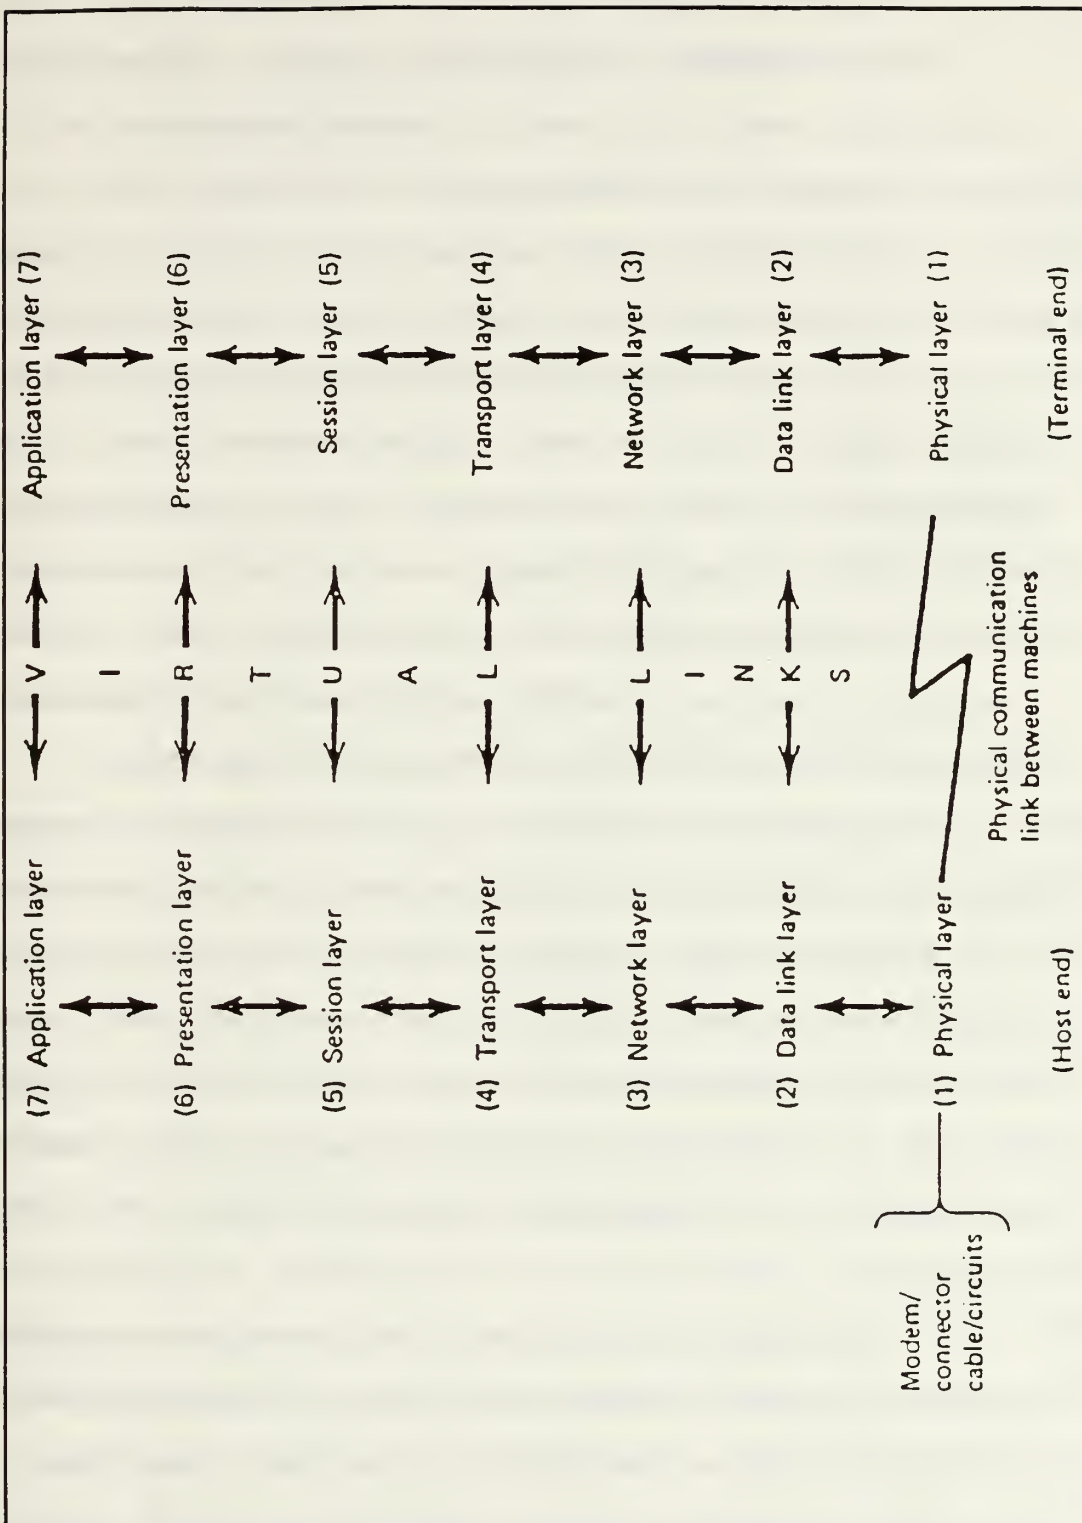 (7) Application layer V Application layer (7)
I
(6) Presentation layer R Presentation layer (6)
T
(5) Session layer U Session layer (5)
A
(4) Transport layer L Transport layer (4)
(3) Network layer L Network layer (3)
I
N
(2) Data link layer K Data link layer (2)
S
Modem/
connector
cable/circuits
(1) Physical layer Physical layer (1)
Physical communication
link between machines
(Host end) (Terminal end)